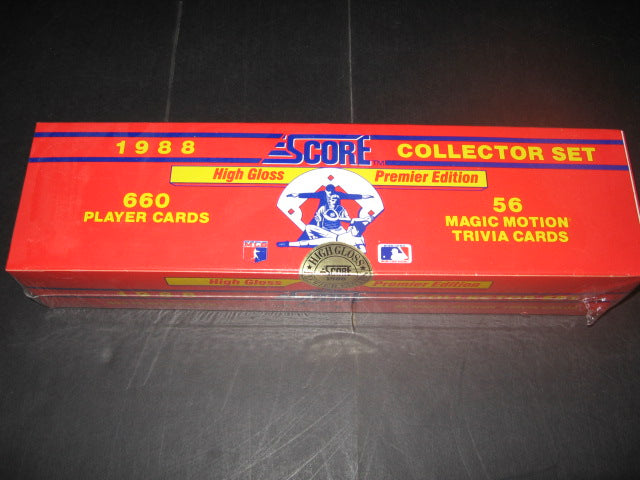 1988 SCORE™ COLLECTOR SET
High Gloss Premier Edition
660
PLAYER CARDS
56
MAGIC MOTION
TRIVIA CARDS
HIGH GLOSS
SCORE
High Gloss Premier Edition